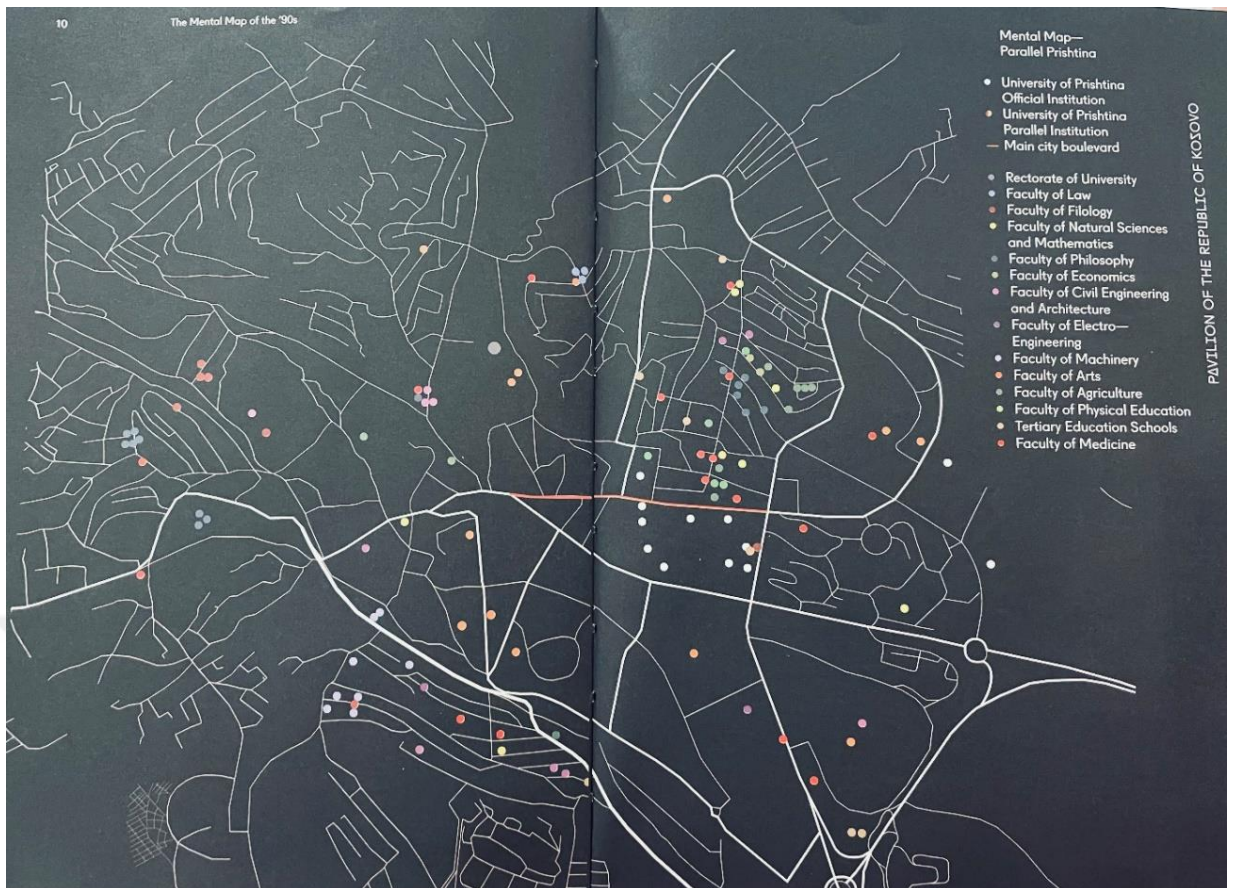 10
The Mental Map of the '90s
Mental Map—
Parallel Prishtina
University of Prishtina
Official Institution
University of Prishtina
Parallel Institution
Main city boulevard
Rectorate of University
Faculty of Law
Faculty of Filology
Faculty of Natural Sciences
and Mathematics
Faculty of Philosophy
Faculty of Economics
Faculty of Civil Engineering
and Architecture
Faculty of Electro—
Engineering
Faculty of Machinery
Faculty of Arts
Faculty of Agriculture
Faculty of Physical Education
Tertiary Education Schools
Faculty of Medicine
PAVILION OF THE REPUBLIC OF KOSOVO